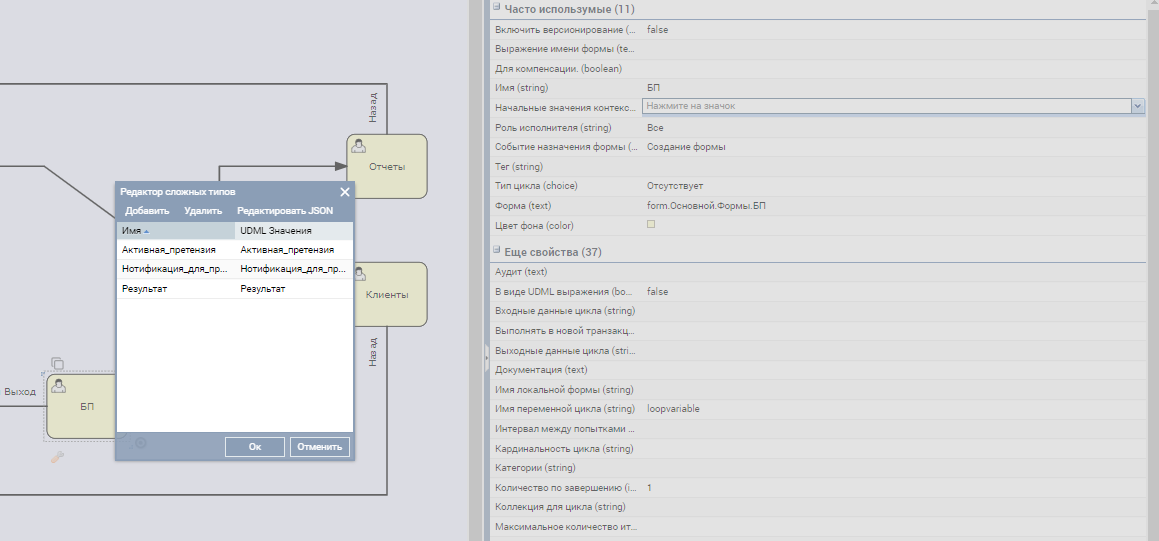 Назад
Отчеты
Клиенты
Назад
Выход
БП
Редактор сложных типов
Добавить Удалить Редактировать JSON
Имя UDML Значения
Активная_претензия Активная_претензия
Нотификация_для_пр... Нотификация_для_пр...
Результат Результат
Ок Отменить
Часто используемые (11)
Включить версионирование (... false
Выражение имени формы (te...
Для компенсации. (boolean)
Имя (string) БП
Начальные значения контекс... Нажмите на значок
Роль исполнителя (string) Все
Событие назначения формы (... Создание формы
Тег (string)
Тип цикла (choice) Отсутствует
Форма (text) form.Основной.Формы.БП
Цвет фона (color)
Еще свойства (37)
Аудит (text)
В виде UDML выражения (bo... false
Входные данные цикла (string)
Выполнять в новой транзакц...
Выходные данные цикла (stri...
Документация (text)
Имя локальной формы (string)
Имя переменной цикла (string) loopvariable
Интервал между попытками ...
Кардинальность цикла (string)
Категории (string)
Количество по завершению (i... 1
Коллекция для цикла (string)
Максимальное количество ит...